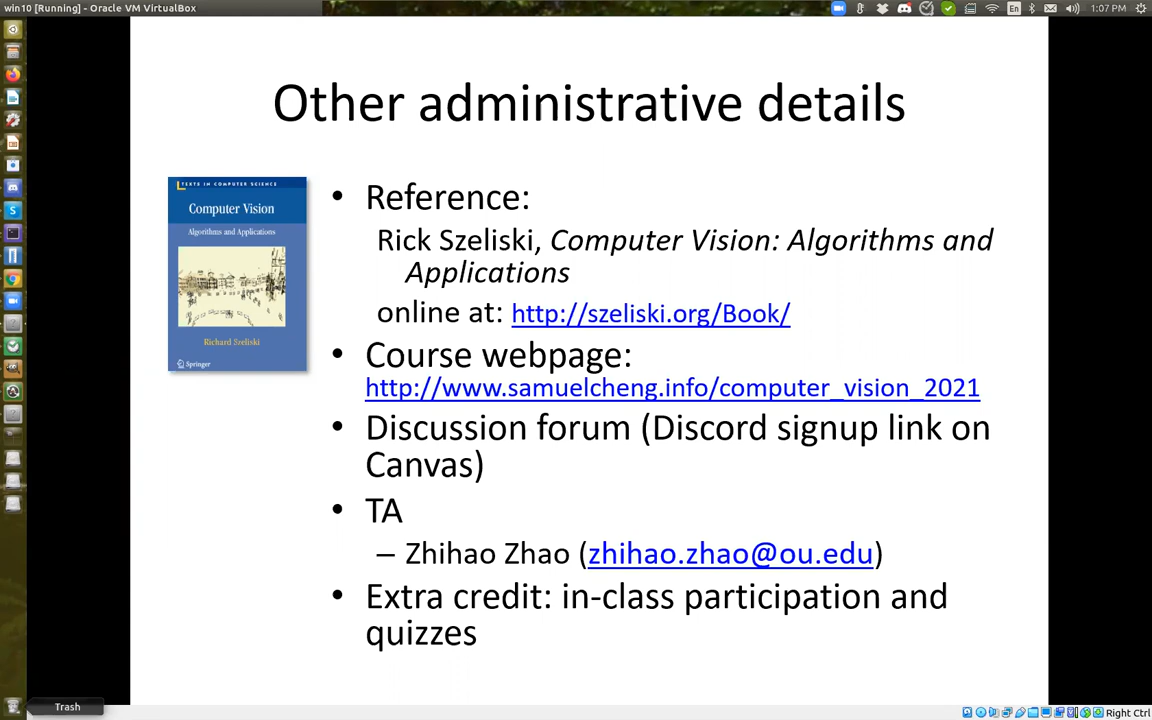 win10 [Running] - Oracle VM VirtualBox
En
1:07 PM
Other administrative details
TEXTS IN COMPUTER SCIENCE
Computer Vision
Algorithms and Applications
Richard Szeliski
Springer
• Reference:
Rick Szeliski, Computer Vision: Algorithms and
Applications
online at: http://szeliski.org/Book/
• Course webpage:
http://www.samuelcheng.info/computer_vision_2021
• Discussion forum (Discord signup link on
Canvas)
• TA
– Zhihao Zhao (zhihao.zhao@ou.edu)
• Extra credit: in-class participation and
quizzes
Trash
Right Ctrl